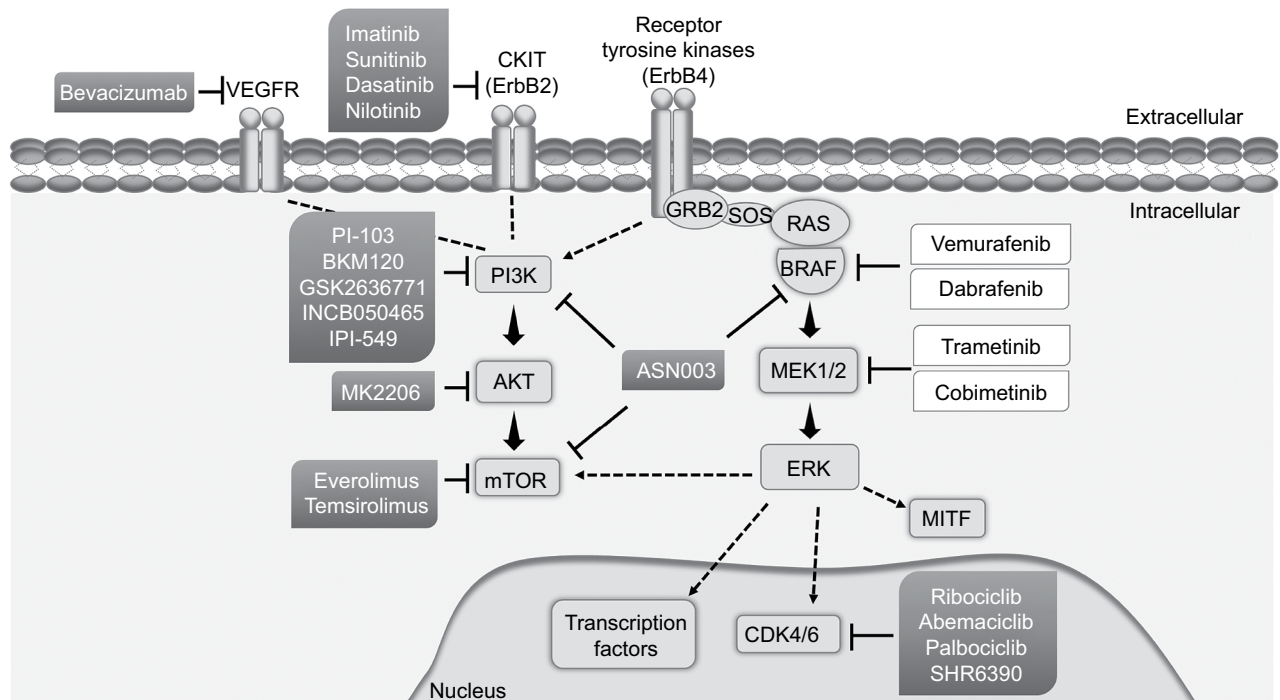 Imatinib
Sunitinib
Dasatinib
Nilotinib
CKIT
(ErbB2)
Receptor
tyrosine kinases
(ErbB4)
Bevacizumab
VEGFR
Extracellular
Intracellular
GRB2
SOS
RAS
BRAF
PI-103
BKM120
GSK2636771
INCB050465
IPI-549
PI3K
Vemurafenib
Dabrafenib
MK2206
AKT
ASN003
MEK1/2
Trametinib
Cobimetinib
Everolimus
Temsirolimus
mTOR
ERK
MITF
Transcription
factors
CDK4/6
Ribociclib
Abemaciclib
Palbociclib
SHR6390
Nucleus